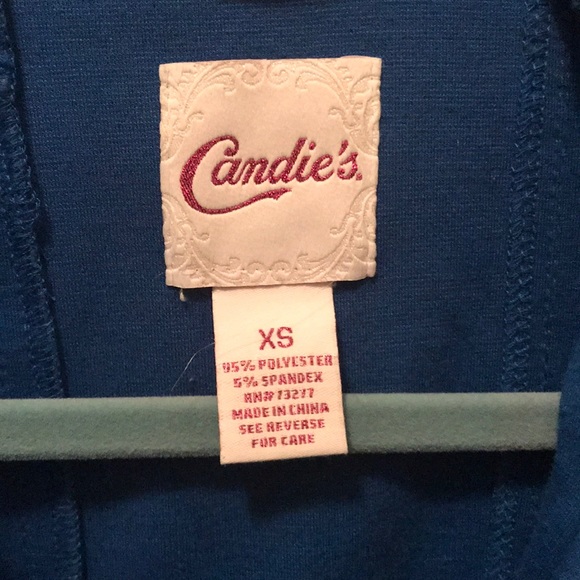 Candie's.
XS
95% POLYESTER
5% SPANDEX
RN# 73277
MADE IN CHINA
SEE REVERSE
FOR CARE